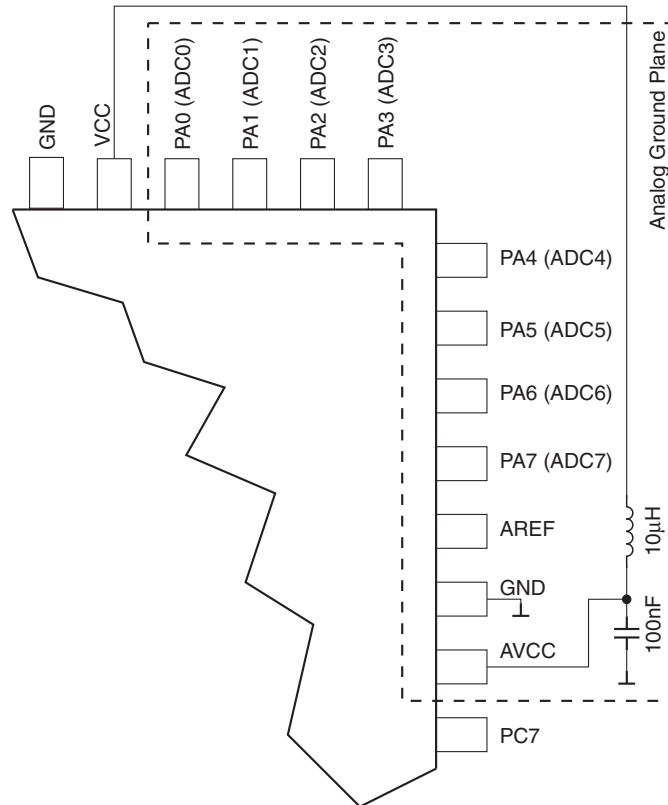 GND
VCC
PA0 (ADC0)
PA1 (ADC1)
PA2 (ADC2)
PA3 (ADC3)
Analog Ground Plane
PA4 (ADC4)
PA5 (ADC5)
PA6 (ADC6)
PA7 (ADC7)
AREF
10μH
GND
AVCC
100nF
PC7